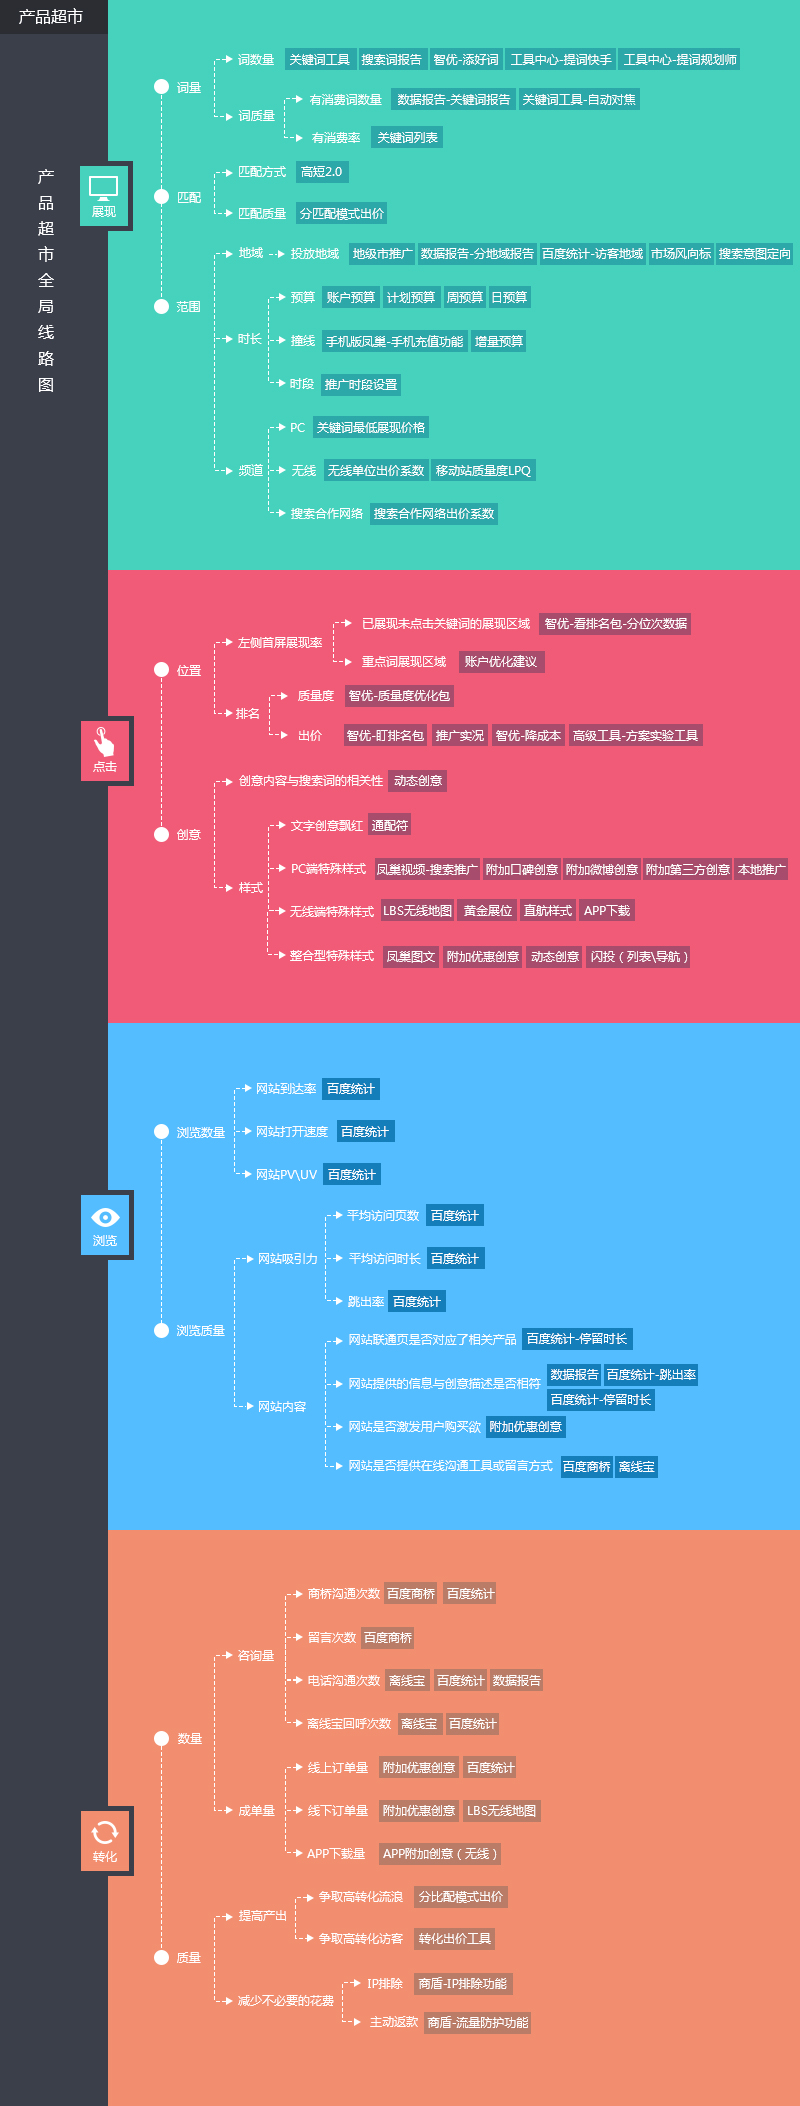 产品超市
产品超市全局线路图
展现
词量
词数量 关键词工具 搜索词报告 智优-添好词 工具中心-提词快手 工具中心-提词规划师
词质量
有消费词数量 数据报告-关键词报告 关键词工具-自动对焦
有消费率 关键词列表
匹配
匹配方式 高短2.0
匹配质量 分匹配模式出价
范围
地域 投放地域 地级市推广 数据报告-分地域报告 百度统计-访客地域 市场风向标 搜索意图定向
时长
预算 账户预算 计划预算 周预算 日预算
撞线 手机版凤巢-手机充值功能 增量预算
时段 推广时段设置
频道
PC 关键词最低展现价格
无线 无线单位出价系数 移动站质量度LPQ
搜索合作网络 搜索合作网络出价系数
点击
位置
左侧首屏展现率
已展现未点击关键词的展现区域 智优-看排名包-分位次数据
重点词展现区域 账户优化建议
排名
质量度 智优-质量度优化包
出价 智优-盯排名包 推广实况 智优-降成本 高级工具-方案实验工具
创意
创意内容与搜索词的相关性 动态创意
样式
文字创意飘红 通配符
PC端特殊样式 凤巢视频-搜索推广 附加口碑创意 附加微博创意 附加第三方创意 本地推广
无线端特殊样式 LBS无线地图 黄金展位 直航样式 APP下载
整合型特殊样式 凤巢图文 附加优惠创意 动态创意 闪投（列表\导航）
浏览
浏览数量
网站到达率 百度统计
网站打开速度 百度统计
网站PV\UV 百度统计
浏览质量
网站吸引力
平均访问页数 百度统计
平均访问时长 百度统计
跳出率 百度统计
网站内容
网站联通页是否对应了相关产品 百度统计-停留时长
网站提供的信息与创意描述是否相符 数据报告 百度统计-跳出率
百度统计-停留时长
网站是否激发用户购买欲 附加优惠创意
网站是否提供在线沟通工具或留言方式 百度商桥 离线宝
转化
数量
咨询量
商桥沟通次数 百度商桥 百度统计
留言次数 百度商桥
电话沟通次数 离线宝 百度统计 数据报告
离线宝回呼次数 离线宝 百度统计
成单量
线上订单量 附加优惠创意 百度统计
线下订单量 附加优惠创意 LBS无线地图
APP下载量 APP附加创意（无线）
质量
提高产出
争取高转化流浪 分比配模式出价
争取高转化访客 转化出价工具
减少不必要的花费
IP排除 商盾-IP排除功能
主动返款 商盾-流量防护功能